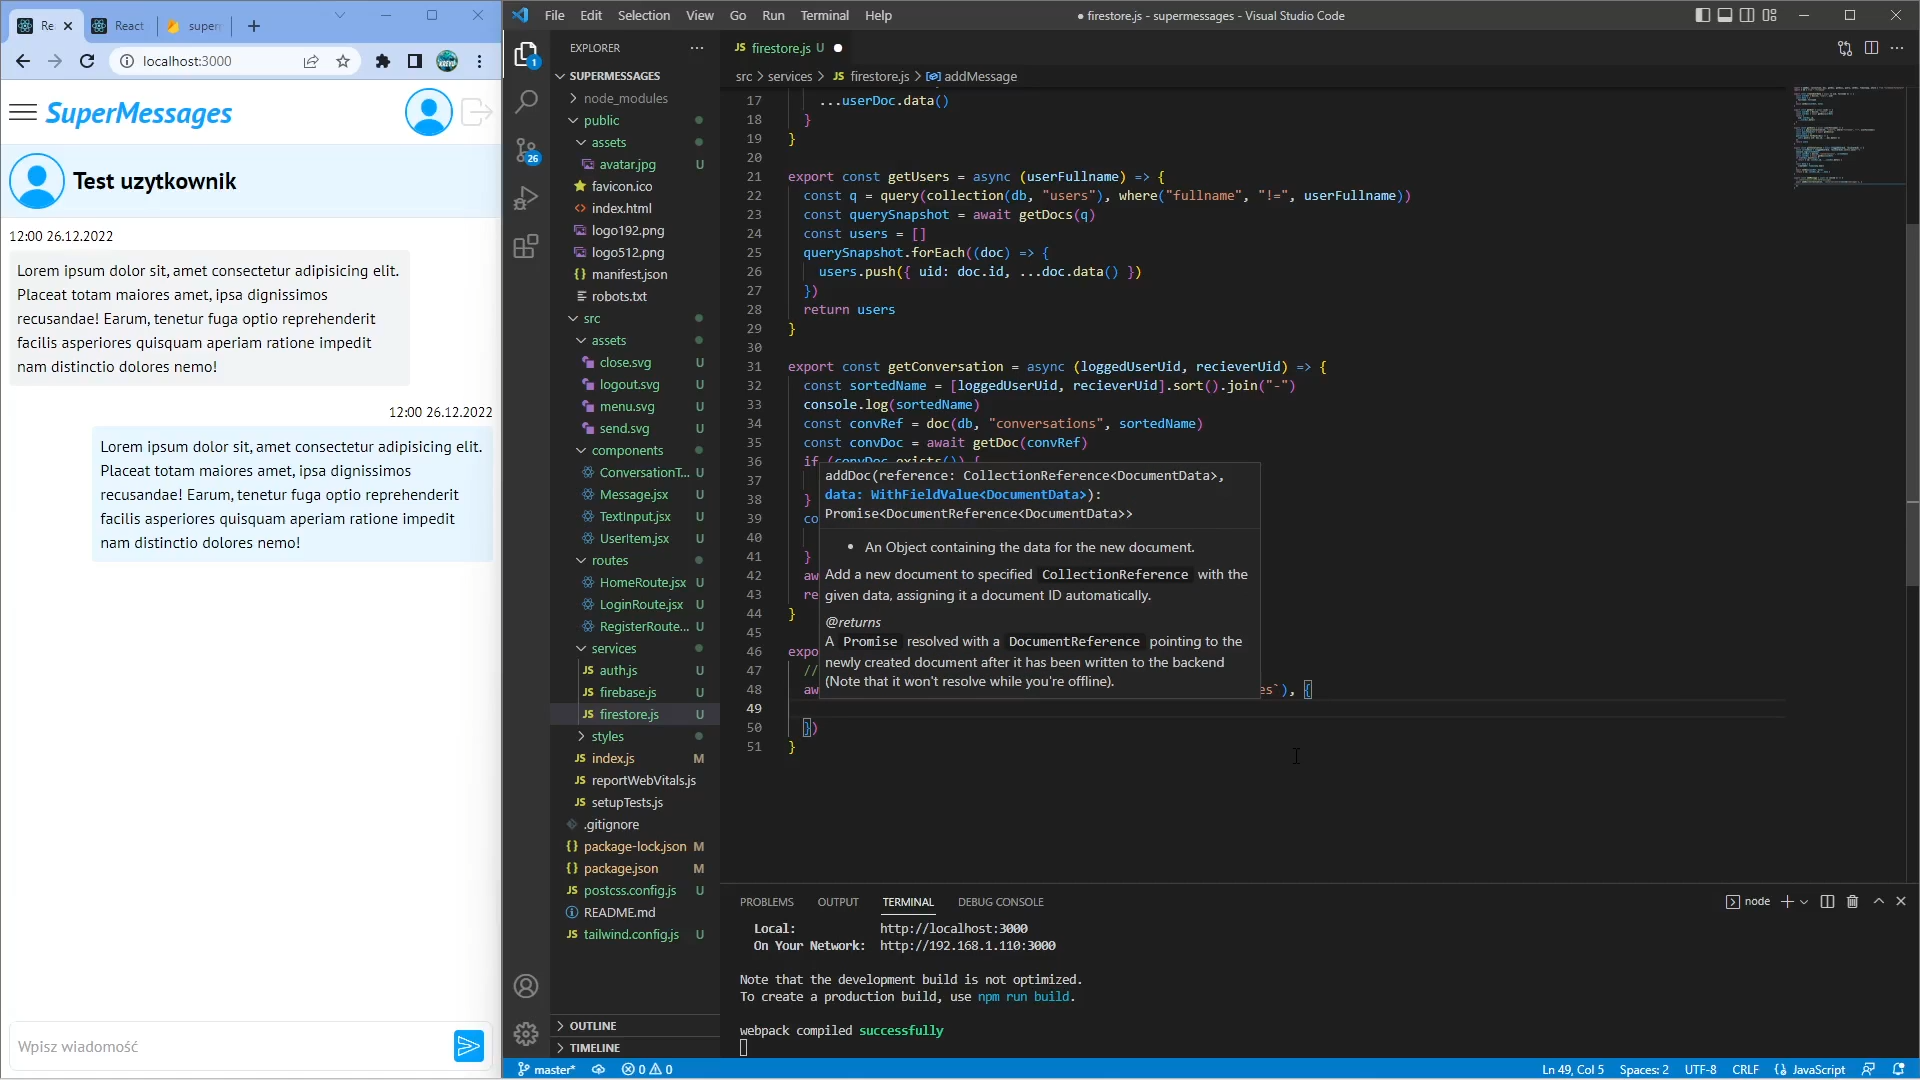 Re
React
supern
localhost:3000
SuperMessages
Test uzytkownik
12:00 26.12.2022
Lorem ipsum dolor sit, amet consectetur adipisicing elit.
Placeat totam maiores amet, ipsa dignissimos
recusandae! Earum, tenetur fuga optio reprehenderit
facilis asperiores quisquam aperiam ratione impedit
nam distinctio dolores nemo!
12:00 26.12.2022
Lorem ipsum dolor sit, amet consectetur adipisicing elit.
Placeat totam maiores amet, ipsa dignissimos
recusandae! Earum, tenetur fuga optio reprehenderit
facilis asperiores quisquam aperiam ratione impedit
nam distinctio dolores nemo!
Wpisz wiadomość
File Edit Selection View Go Run Terminal Help
● firestore.js - supermessages - Visual Studio Code
1
26
EXPLORER
SUPERMESSAGES
node_modules
public
assets
avatar.jpg U
favicon.ico
index.html
logo192.png
logo512.png
manifest.json
robots.txt
src
assets
close.svg U
logout.svg U
menu.svg U
send.svg U
components
ConversationT... U
Message.jsx U
TextInput.jsx U
UserItem.jsx U
routes
HomeRoute.jsx U
LoginRoute.jsx U
RegisterRoute... U
services
JS auth.js U
JS firebase.js U
JS firestore.js U
styles
JS index.js M
JS reportWebVitals.js
JS setupTests.js
.gitignore
{} package-lock.json M
{} package.json M
JS postcss.config.js U
README.md
JS tailwind.config.js U
OUTLINE
TIMELINE
JS firestore.js U ●
src > services > JS firestore.js > addMessage
17 ...userDoc.data()
18 }
19 }
20
21 export const getUsers = async (userFullname) => {
22 const q = query(collection(db, "users"), where("fullname", "!=", userFullname))
23 const querySnapshot = await getDocs(q)
24 const users = []
25 querySnapshot.forEach((doc) => {
26 users.push({ uid: doc.id, ...doc.data() })
27 })
28 return users
29 }
30
31 export const getConversation = async (loggedUserUid, recieverUid) => {
32 const sortedName = [loggedUserUid, recieverUid].sort().join("-")
33 console.log(sortedName)
34 const convRef = doc(db, "conversations", sortedName)
35 const convDoc = await getDoc(convRef)
36 if (convDoc.exists()) {
37
38 }
39 co
40
41 }
42 aw
43 re
44 }
45
46 expo
47 //
48 aw es`), {
49
50 })
51 }
addDoc(reference: CollectionReference<DocumentData>,
data: WithFieldValue<DocumentData>):
Promise<DocumentReference<DocumentData>>
• An Object containing the data for the new document.
Add a new document to specified CollectionReference with the
given data, assigning it a document ID automatically.
@returns
A Promise resolved with a DocumentReference pointing to the
newly created document after it has been written to the backend
(Note that it won't resolve while you're offline).
PROBLEMS OUTPUT TERMINAL DEBUG CONSOLE
node
Local: http://localhost:3000
On Your Network: http://192.168.1.110:3000
Note that the development build is not optimized.
To create a production build, use npm run build.
webpack compiled successfully
master* 0 0
Ln 49, Col 5 Spaces: 2 UTF-8 CRLF {} JavaScript